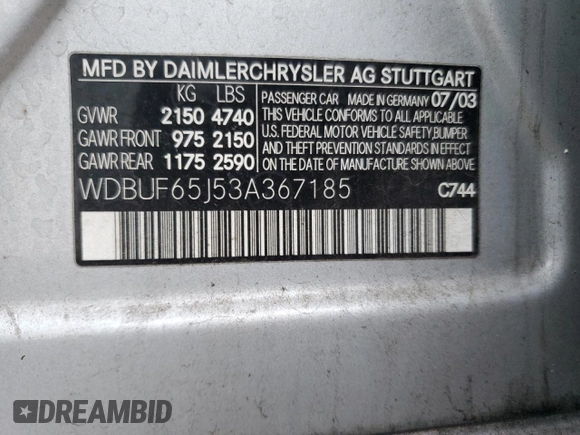 MFD BY DAIMLERCHRYSLER AG STUTTGART
KG LBS
GVWR 2150 4740
GAWR FRONT 975 2150
GAWR REAR 1175 2590
PASSENGER CAR MADE IN GERMANY 07/03
THIS VEHICLE CONFORMS TO ALL APPLICABLE
U.S. FEDERAL MOTOR VEHICLE SAFETY, BUMPER
AND THEFT PREVENTION STANDARDS IN EFFECT
ON THE DATE OF MANUFACTURE SHOWN ABOVE.
WDBUF65J53A367185 C744
DREAMBID